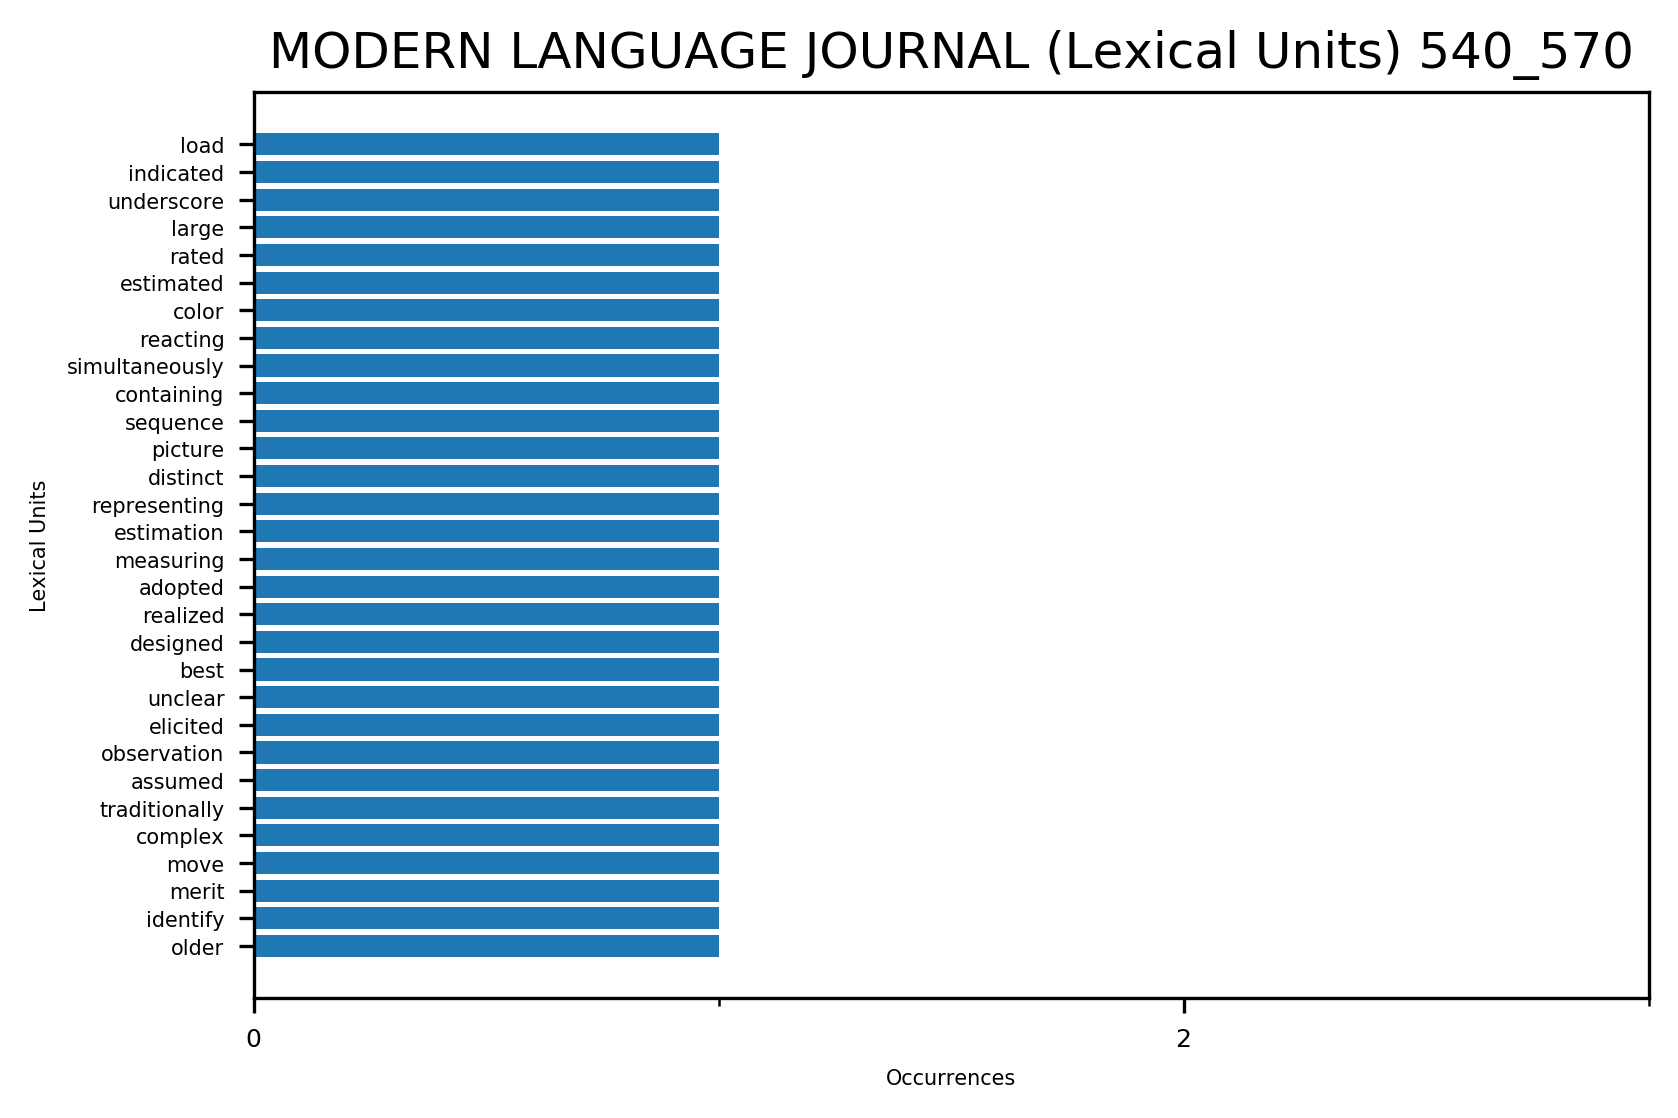 MODERN LANGUAGE JOURNAL (Lexical Units) 540_570
load
indicated
underscore
large
rated
estimated
color
reacting
simultaneously
containing
sequence
picture
distinct
representing
estimation
measuring
adopted
realized
designed
best
unclear
elicited
observation
assumed
traditionally
complex
move
merit
identify
older
Lexical Units
0 2
Occurrences